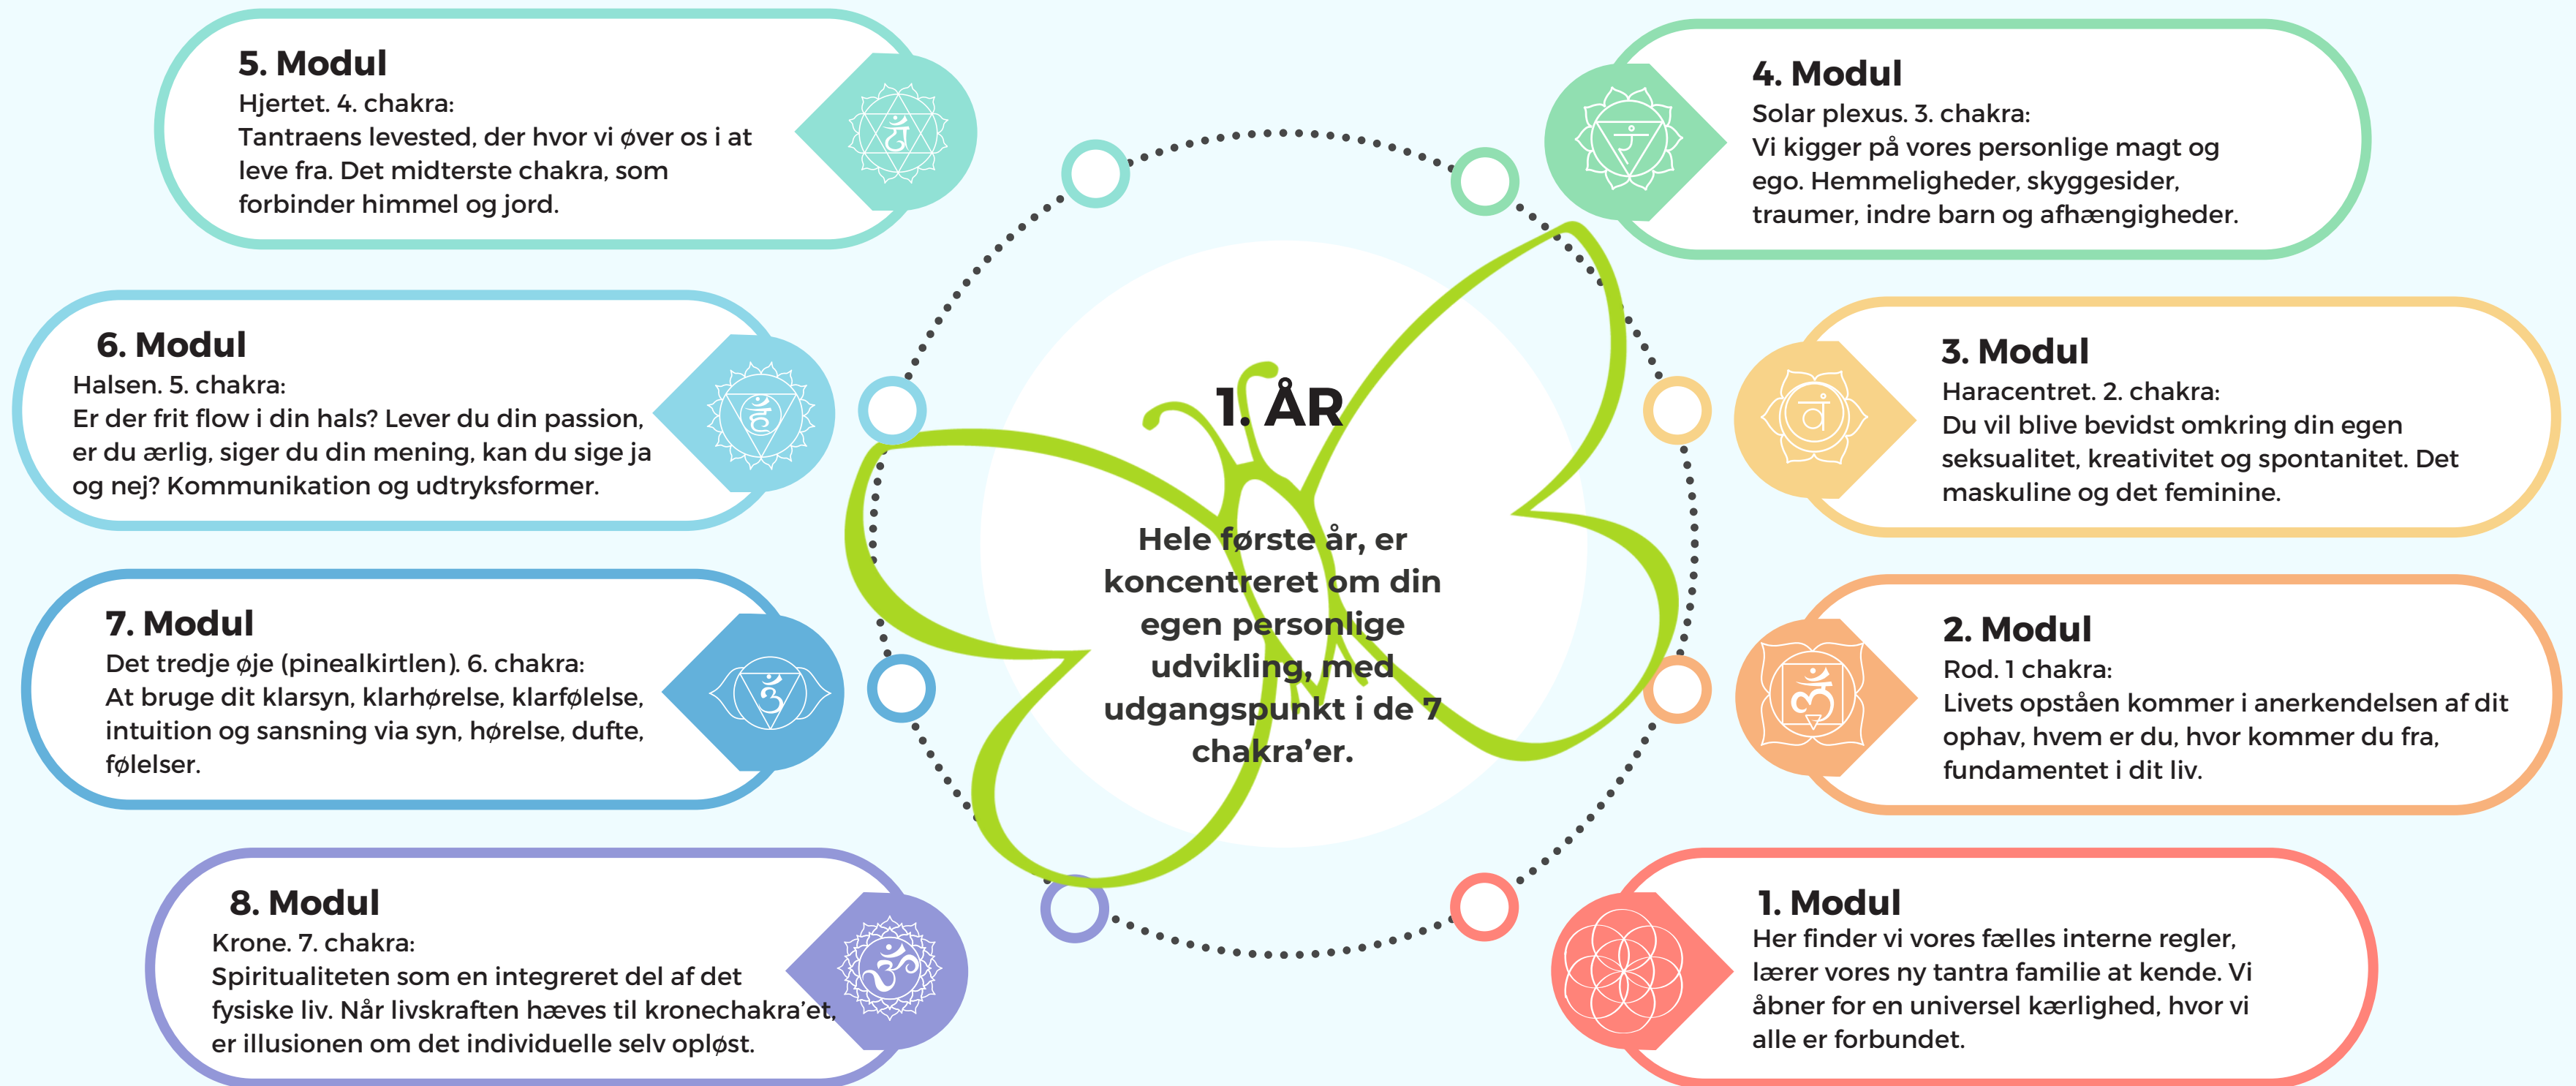 5. Modul
Hjertet. 4. chakra:
Tantraens levested, der hvor vi øver os i at
leve fra. Det midterste chakra, som
forbinder himmel og jord.
4. Modul
Solar plexus. 3. chakra:
Vi kigger på vores personlige magt og
ego. Hemmeligheder, skyggesider,
traumer, indre barn og afhængigheder.
6. Modul
Halsen. 5. chakra:
Er der frit flow i din hals? Lever du din passion,
er du ærlig, siger du din mening, kan du sige ja
og nej? Kommunikation og udtryksformer.
1. ÅR
Hele første år, er
koncentreret om din
egen personlige
udvikling, med
udgangspunkt i de 7
chakra’er.
3. Modul
Haracentret. 2. chakra:
Du vil blive bevidst omkring din egen
seksualitet, kreativitet og spontanitet. Det
maskuline og det feminine.
7. Modul
Det tredje øje (pinealkirtlen). 6. chakra:
At bruge dit klarsyn, klarhørelse, klarfølelse,
intuition og sansning via syn, hørelse, dufte,
følelser.
2. Modul
Rod. 1 chakra:
Livets opståen kommer i anerkendelsen af dit
ophav, hvem er du, hvor kommer du fra,
fundamentet i dit liv.
8. Modul
Krone. 7. chakra:
Spiritualiteten som en integreret del af det
fysiske liv. Når livskraften hæves til kronechakra’et,
er illusionen om det individuelle selv opløst.
1. Modul
Her finder vi vores fælles interne regler,
lærer vores ny tantra familie at kende. Vi
åbner for en universel kærlighed, hvor vi
alle er forbundet.